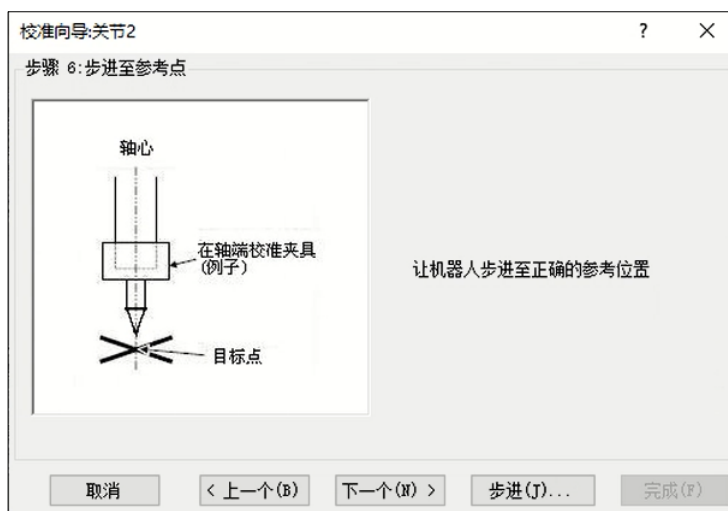 校准向导:关节2
?
×
步骤 6:步进至参考点
轴心
在轴端校准夹具
(例子)
目标点
让机器人步进至正确的参考位置
取消
< 上一个(B)
下一个(N) >
步进(J)...
完成(F)